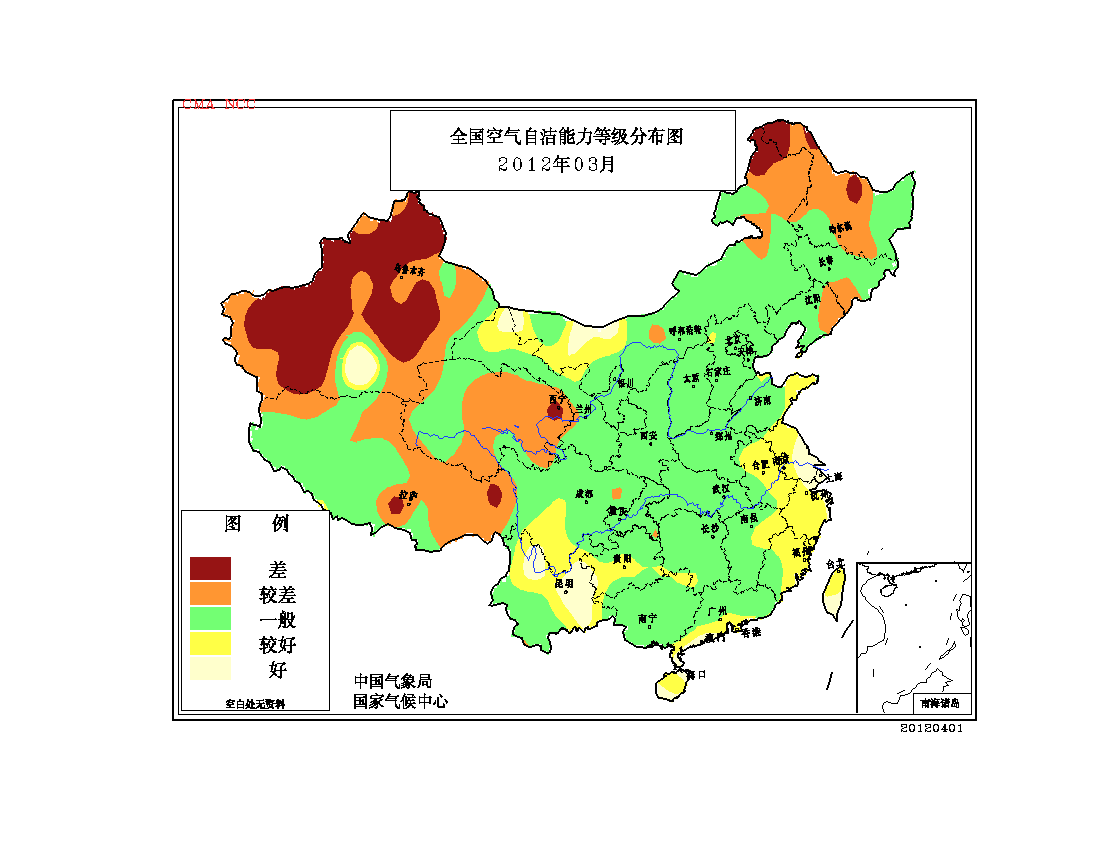 CMA NCC
全国空气自洁能力等级分布图
2012年03月
哈尔滨
长春
乌鲁木齐
沈阳
呼和浩特
北京
天津
银川
太原
石家庄
西宁
兰州
济南
西安
郑州
合肥
南京
上海
拉萨
成都
武汉
杭州
重庆
长沙
南昌
贵阳
福州
昆明
台北
南宁
广州
澳门
香港
海口
图 例
差
较差
一般
较好
好
空白处无资料
中国气象局
国家气候中心
南海诸岛
20120401